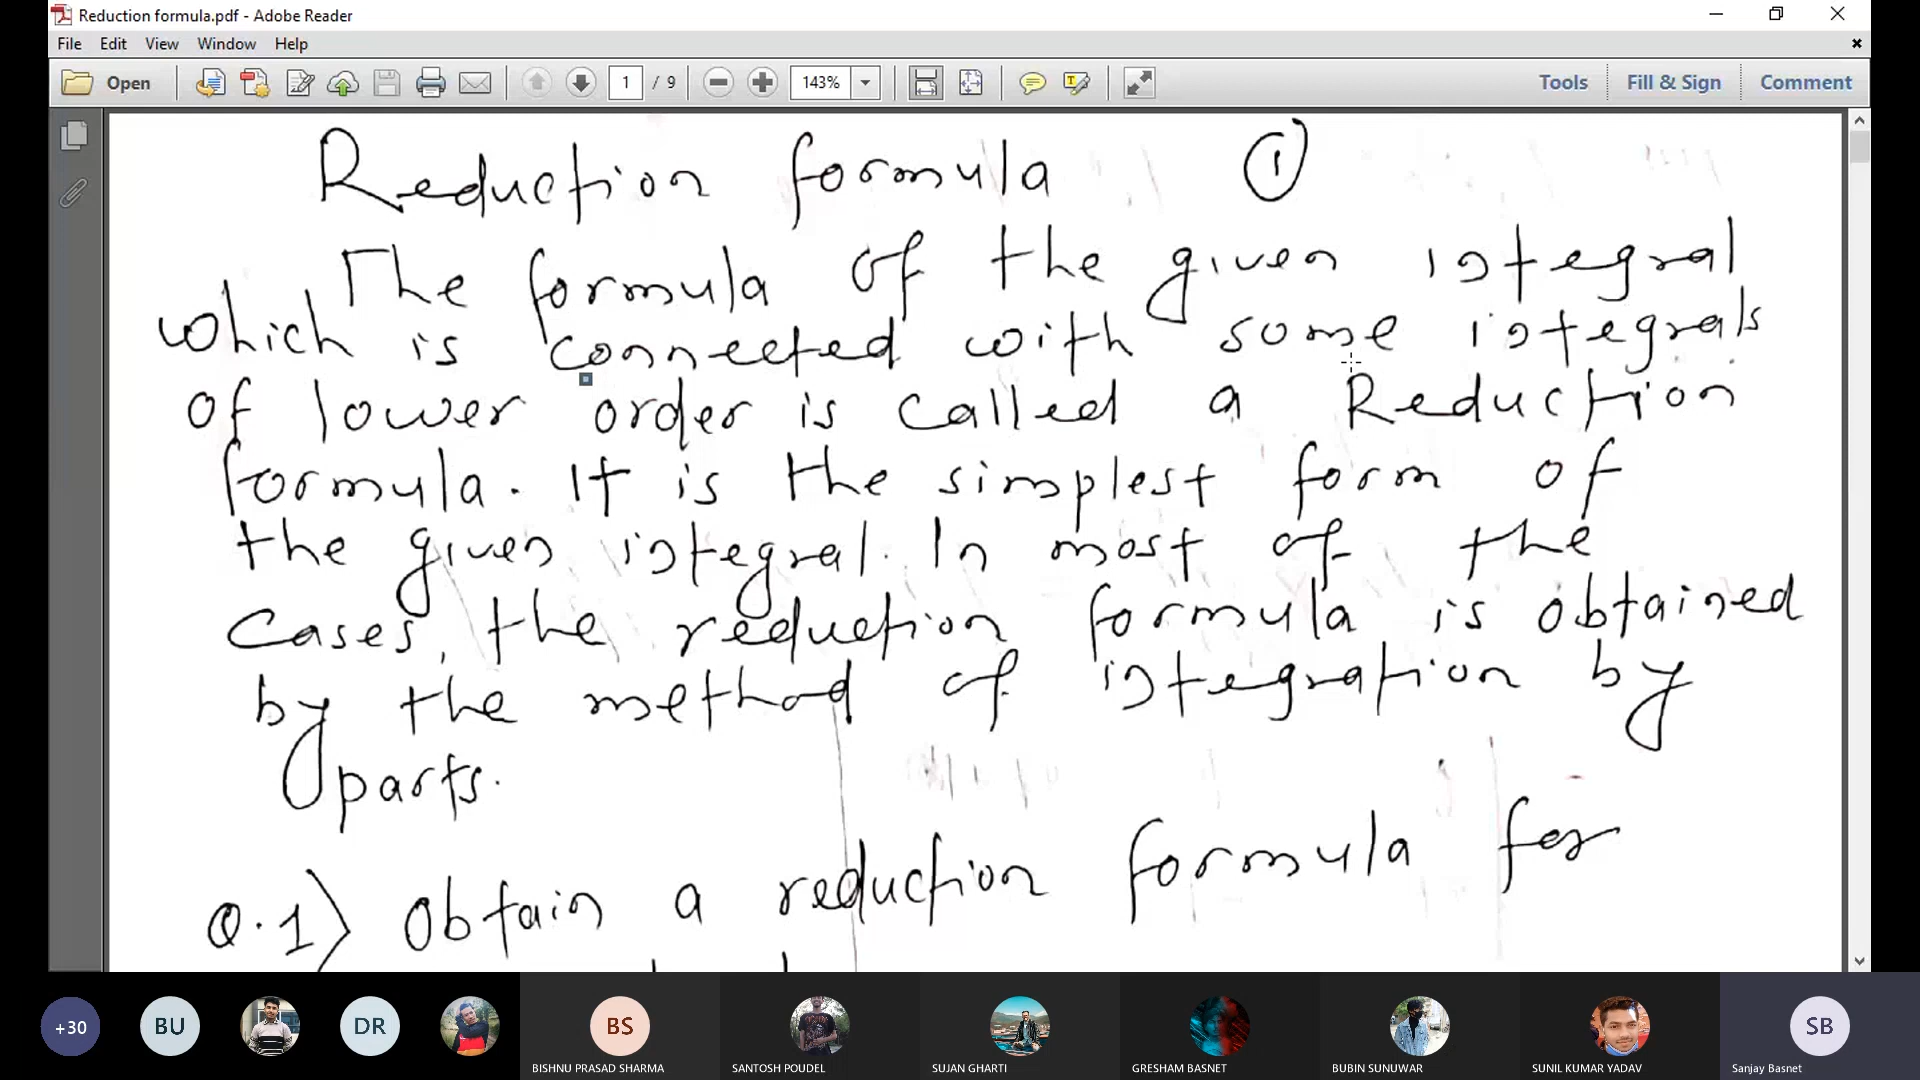 Reduction formula.pdf - Adobe Reader
File Edit View Window Help
Open 1 / 9 143% Tools Fill & Sign Comment
Reduction formula 1
The formula of the given integral
which is connected with some integrals
of lower order is called a Reduction
formula. It is the simplest form of
the given integral. In most of the
cases, the reduction formula is obtained
by the method of integration by
parts.
Q.1) Obtain a reduction formula for
+30 BU DR BS SB
BISHNU PRASAD SHARMA SANTOSH POUDEL SUJAN GHARTI GRESHAM BASNET BUBIN SUNUWAR SUNIL KUMAR YADAV Sanjay Basnet